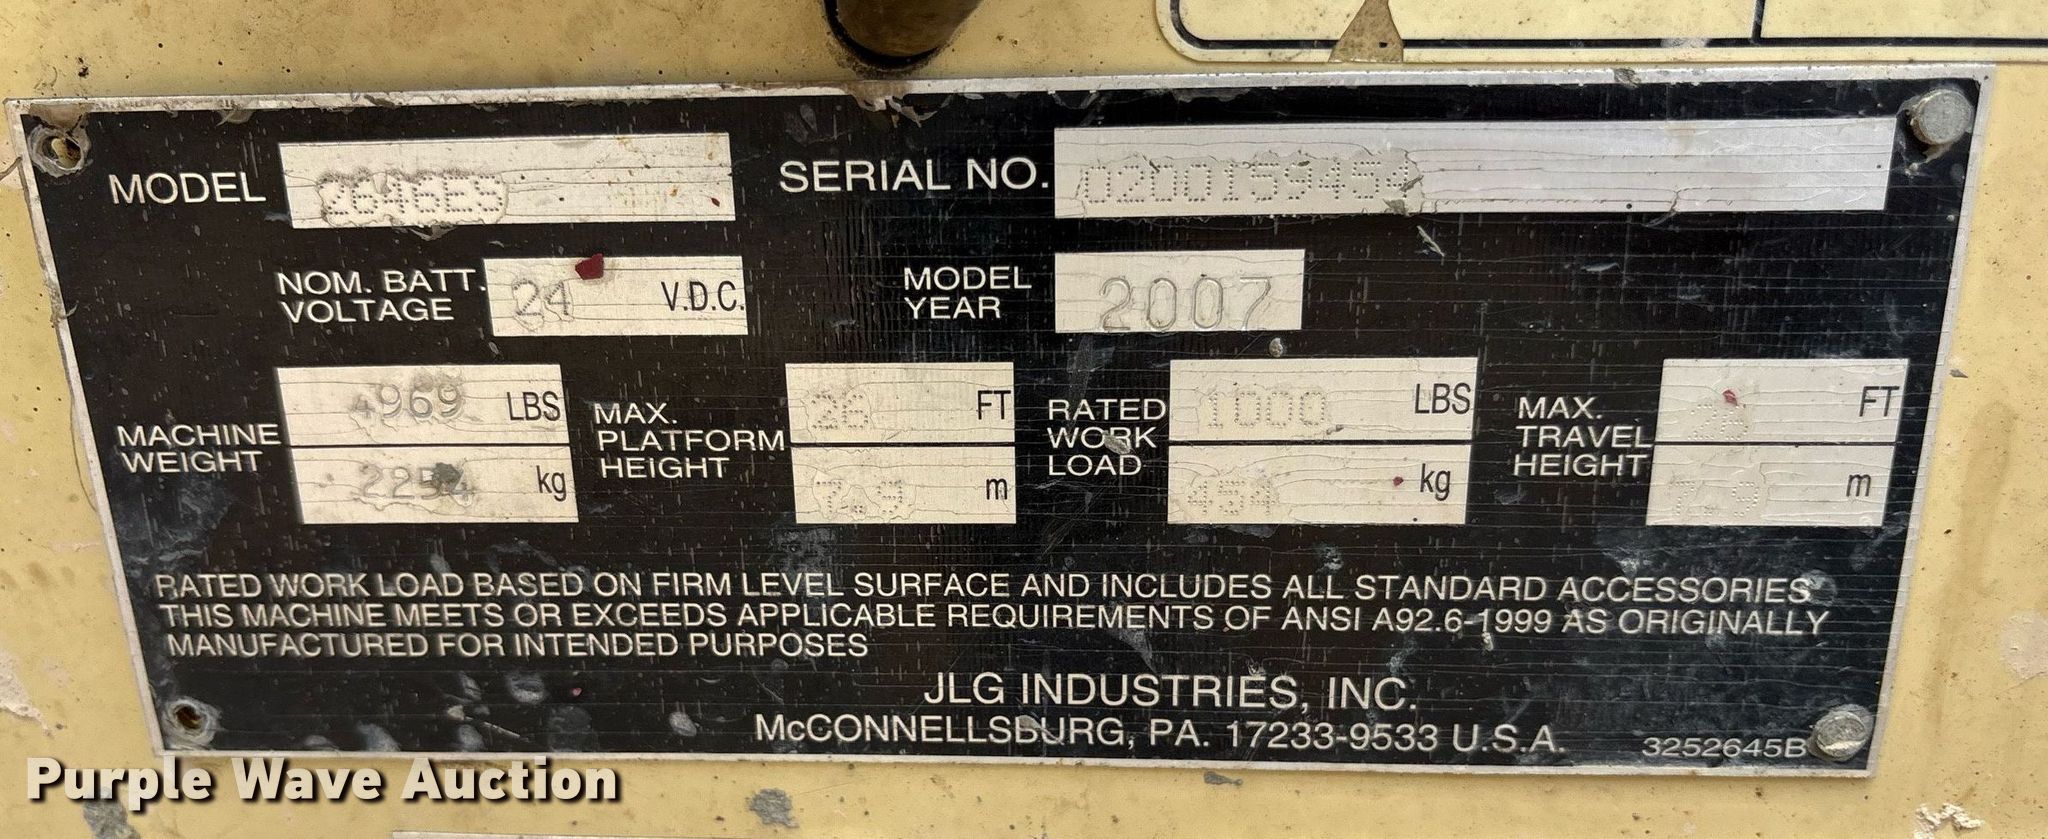 MODEL 2646ES SERIAL NO. 0200159454
NOM. BATT. VOLTAGE 24 V.D.C. MODEL YEAR 2007
MACHINE WEIGHT 4969 LBS 2254 kg
MAX. PLATFORM HEIGHT 26 FT 7.9 m
RATED WORK LOAD 1000 LBS 454 kg
MAX. TRAVEL HEIGHT FT m
RATED WORK LOAD BASED ON FIRM LEVEL SURFACE AND INCLUDES ALL STANDARD ACCESSORIES
THIS MACHINE MEETS OR EXCEEDS APPLICABLE REQUIREMENTS OF ANSI A92.6-1999 AS ORIGINALLY
MANUFACTURED FOR INTENDED PURPOSES
JLG INDUSTRIES, INC.
McCONNELLSBURG, PA. 17233-9533 U.S.A.
3252645B
Purple Wave Auction